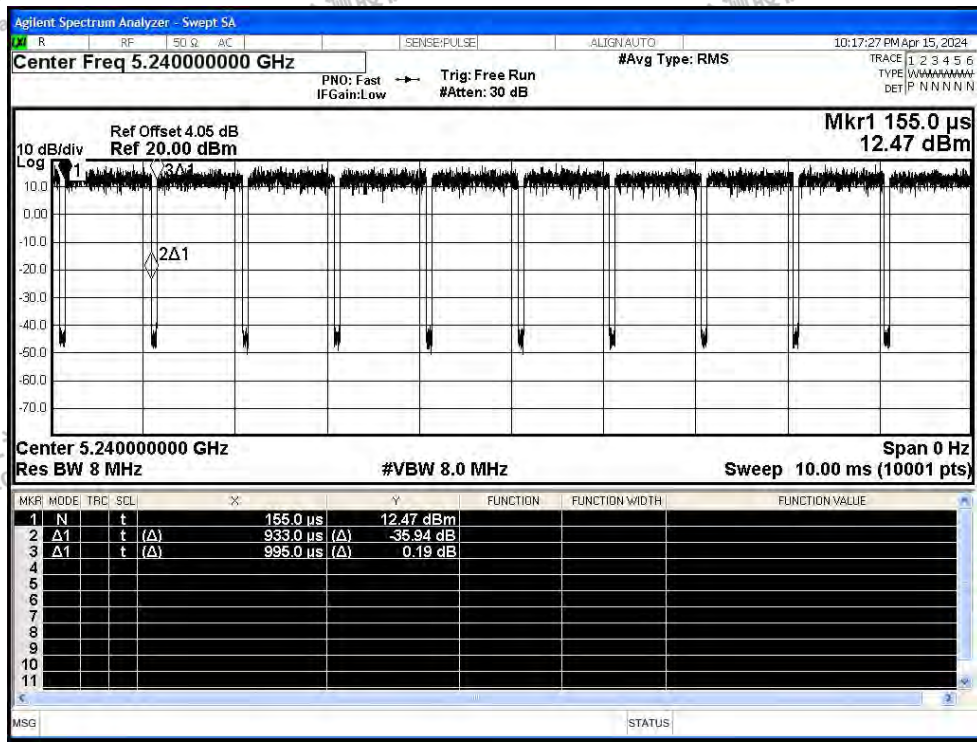 Agilent Spectrum Analyzer - Swept SA
R RF 50 Ω AC SENSE:PULSE ALIGN AUTO 10:17:27 PM Apr 15, 2024
Center Freq 5.240000000 GHz #Avg Type: RMS TRACE 1 2 3 4 5 6
PNO: Fast Trig: Free Run TYPE WWWWWW
IFGain:Low #Atten: 30 dB DET P N N N N N
Mkr1 155.0 µs
Ref Offset 4.05 dB
10 dB/div Ref 20.00 dBm 12.47 dBm
Log
1 3Δ1
10.0
0.00
2Δ1
-10.0
-20.0
-30.0
-40.0
-50.0
-60.0
-70.0
Center 5.240000000 GHz Span 0 Hz
Res BW 8 MHz #VBW 8.0 MHz Sweep 10.00 ms (10001 pts)
MKR MODE TRC SCL X Y FUNCTION FUNCTION WIDTH FUNCTION VALUE
1 N t 155.0 µs 12.47 dBm
2 Δ1 t (Δ) 933.0 µs (Δ) -35.94 dB
3 Δ1 t (Δ) 995.0 µs (Δ) 0.19 dB
4
5
6
7
8
9
10
11
MSG STATUS